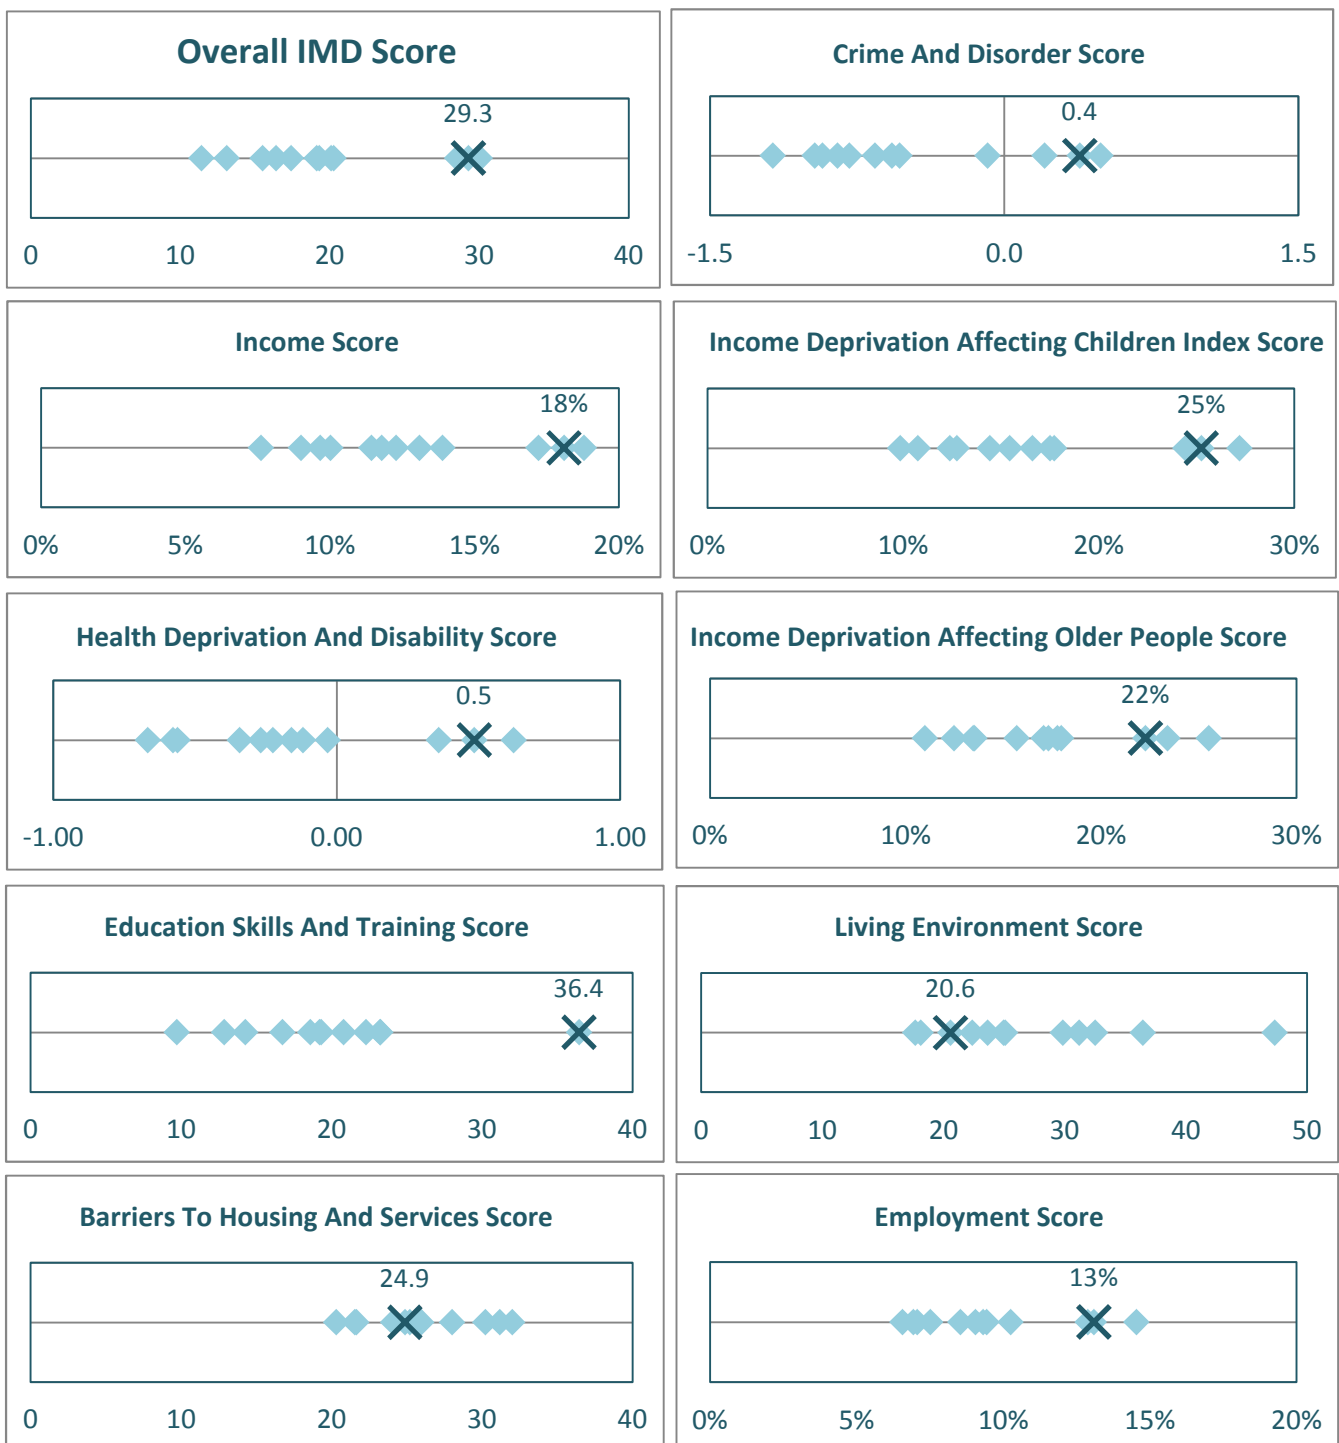 Overall IMD Score
29.3
0 10 20 30 40
Crime And Disorder Score
0.4
-1.5 0.0 1.5
Income Score
18%
0% 5% 10% 15% 20%
Income Deprivation Affecting Children Index Score
25%
0% 10% 20% 30%
Health Deprivation And Disability Score
0.5
-1.00 0.00 1.00
Income Deprivation Affecting Older People Score
22%
0% 10% 20% 30%
Education Skills And Training Score
36.4
0 10 20 30 40
Living Environment Score
20.6
0 10 20 30 40 50
Barriers To Housing And Services Score
24.9
0 10 20 30 40
Employment Score
13%
0% 5% 10% 15% 20%